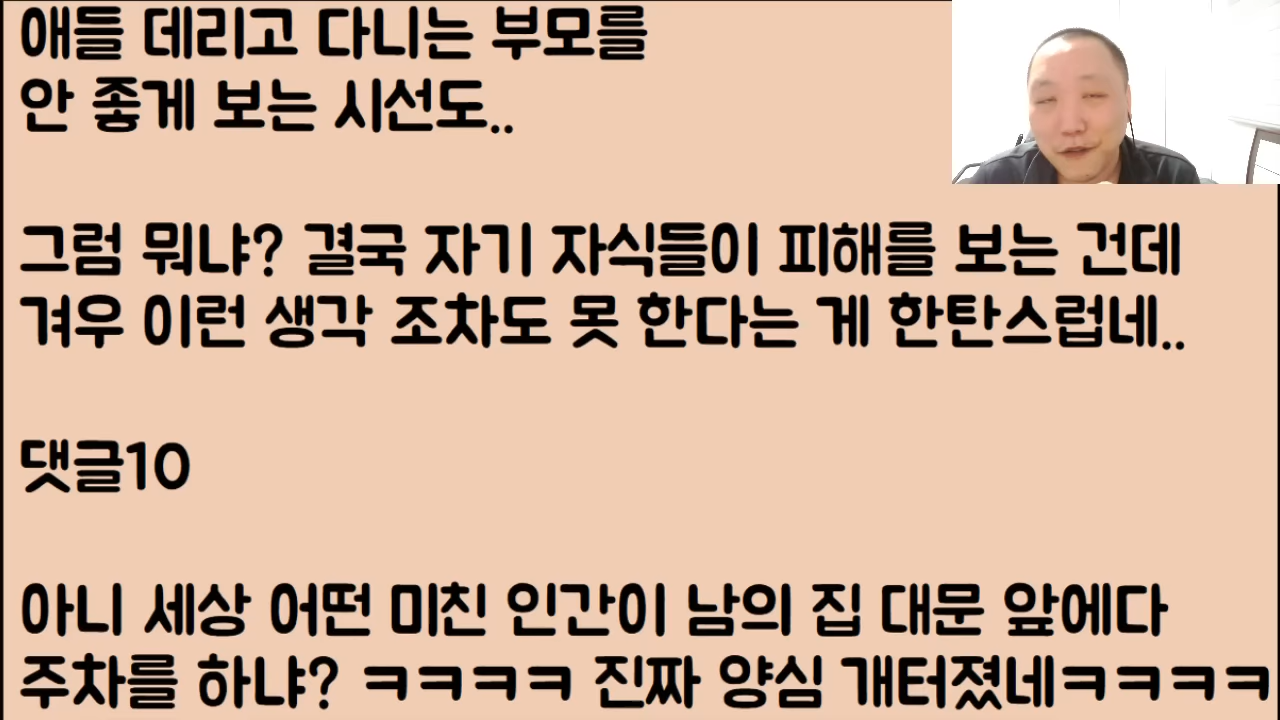 애들 데리고 다니는 부모를
안 좋게 보는 시선도..
그럼 뭐냐? 결국 자기 자식들이 피해를 보는 건데
겨우 이런 생각 조차도 못 한다는 게 한탄스럽네..
댓글10
아니 세상 어떤 미친 인간이 남의 집 대문 앞에다
주차를 하냐? ㅋㅋㅋㅋ 진짜 양심 개터졌네ㅋㅋㅋㅋ